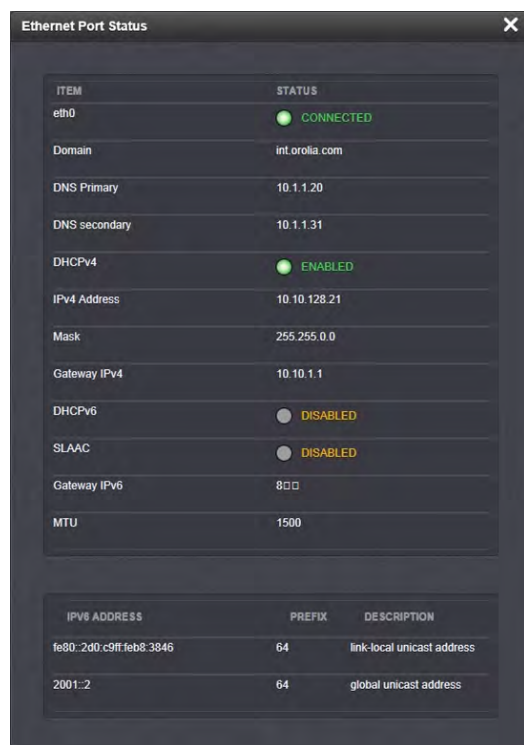 Ethernet Port Status
ITEM STATUS
eth0 CONNECTED
Domain int.orolia.com
DNS Primary 10.1.1.20
DNS secondary 10.1.1.31
DHCPv4 ENABLED
IPv4 Address 10.10.128.21
Mask 255.255.0.0
Gateway IPv4 10.10.1.1
DHCPv6 DISABLED
SLAAC DISABLED
Gateway IPv6 8□□
MTU 1500
IPV6 ADDRESS PREFIX DESCRIPTION
fe80::2d0:c9ff:feb8:3846 64 link-local unicast address
2001::2 64 global unicast address